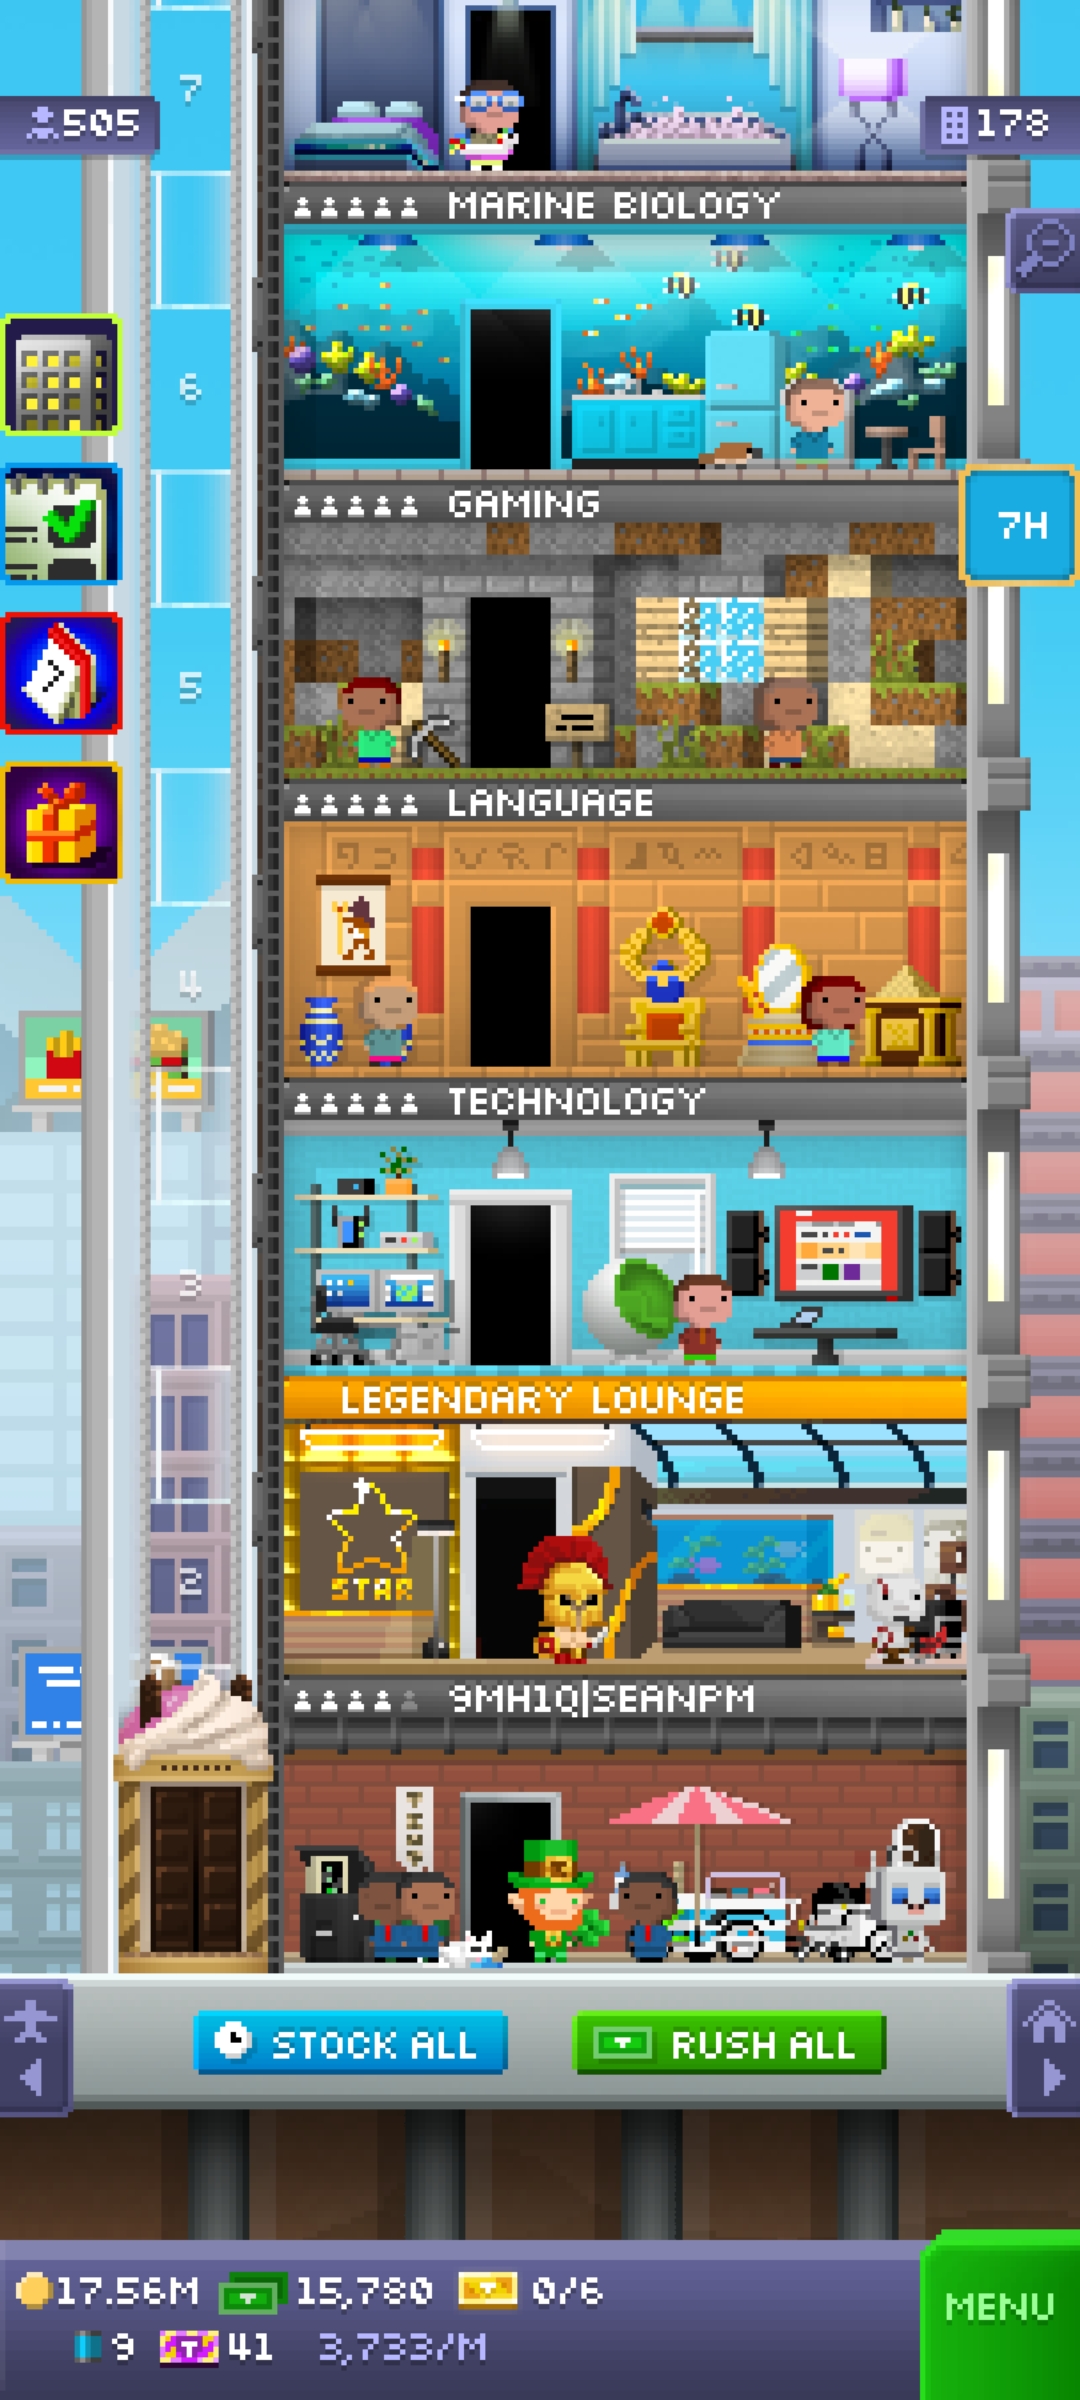 7
505
178
MARINE BIOLOGY
6
GAMING
7H
5
LANGUAGE
4
TECHNOLOGY
3
LEGENDARY LOUNGE
STAR
2
9MH1Q|SEANPM
STOCK ALL
RUSH ALL
17.56M
15,780
0/6
MENU
9
41
3,733/M